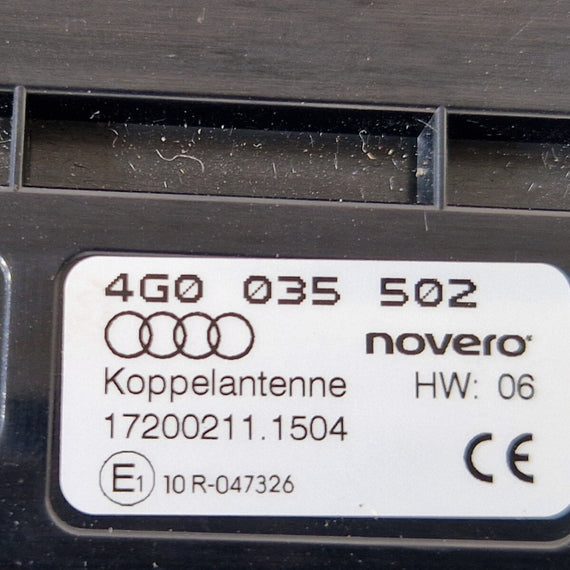 4G0 035 502
novero
Koppelantenne HW: 06
17200211.1504
CE
E1 10 R-047326